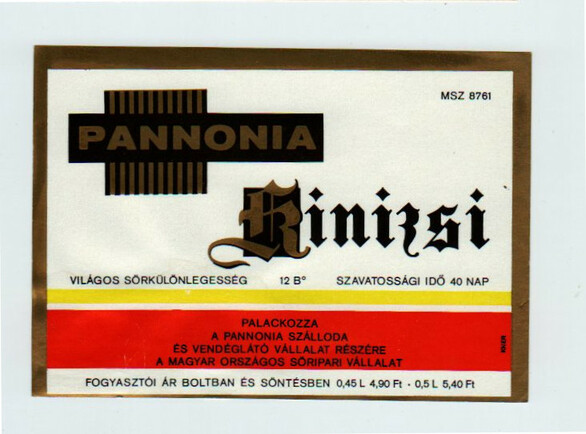 MSZ 8761
PANNONIA
Kinizsi
VILÁGOS SÖRKÜLÖNLEGESSÉG 12 B° SZAVATOSSÁGI IDŐ 40 NAP
PALACKOZZA
A PANNONIA SZÁLLODA
ÉS VENDÉGLÁTÓ VÁLLALAT RÉSZÉRE
A MAGYAR ORSZÁGOS SÖRIPARI VÁLLALAT
FOGYASZTÓI ÁR BOLTBAN ÉS SÖNTÉSBEN 0,45 L 4,90 Ft · 0,5 L 5,40 Ft